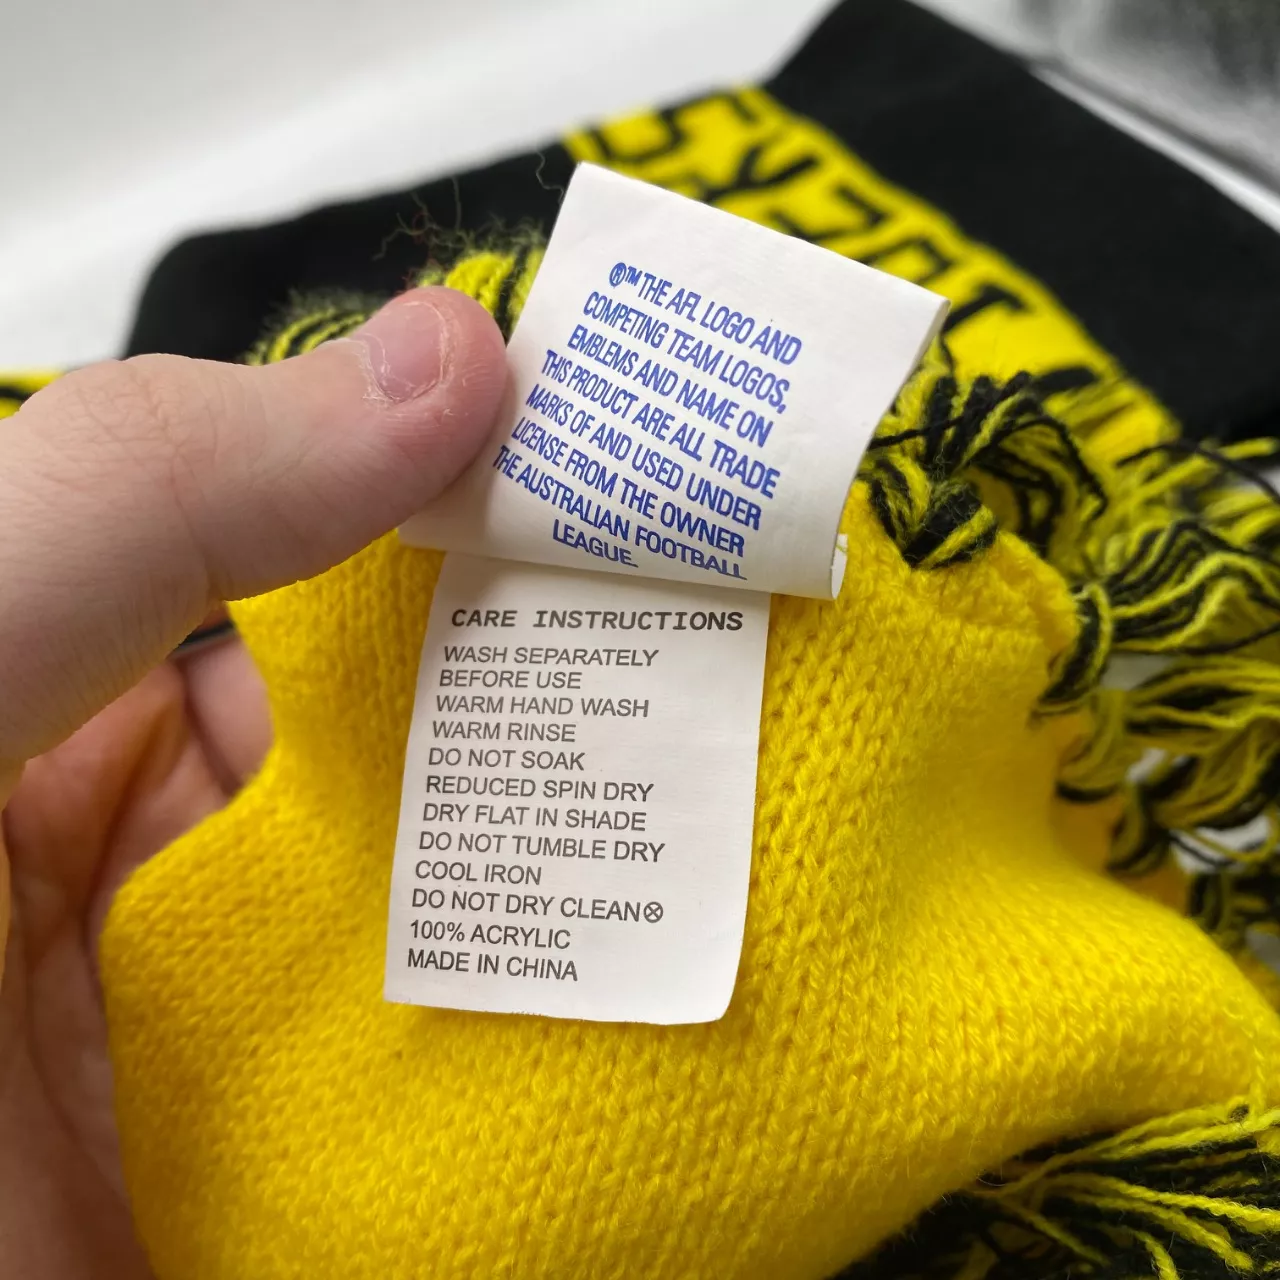 ®™ THE AFL LOGO AND
COMPETING TEAM LOGOS,
EMBLEMS AND NAME ON
THIS PRODUCT ARE ALL TRADE
MARKS OF AND USED UNDER
LICENSE FROM THE OWNER
THE AUSTRALIAN FOOTBALL
LEAGUE.
CARE INSTRUCTIONS
WASH SEPARATELY
BEFORE USE
WARM HAND WASH
WARM RINSE
DO NOT SOAK
REDUCED SPIN DRY
DRY FLAT IN SHADE
DO NOT TUMBLE DRY
COOL IRON
DO NOT DRY CLEAN
100% ACRYLIC
MADE IN CHINA